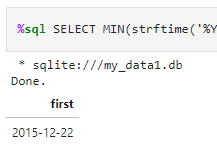 %sql SELECT MIN(strftime('%Y
* sqlite:///my_data1.db
Done.
first
2015-12-22